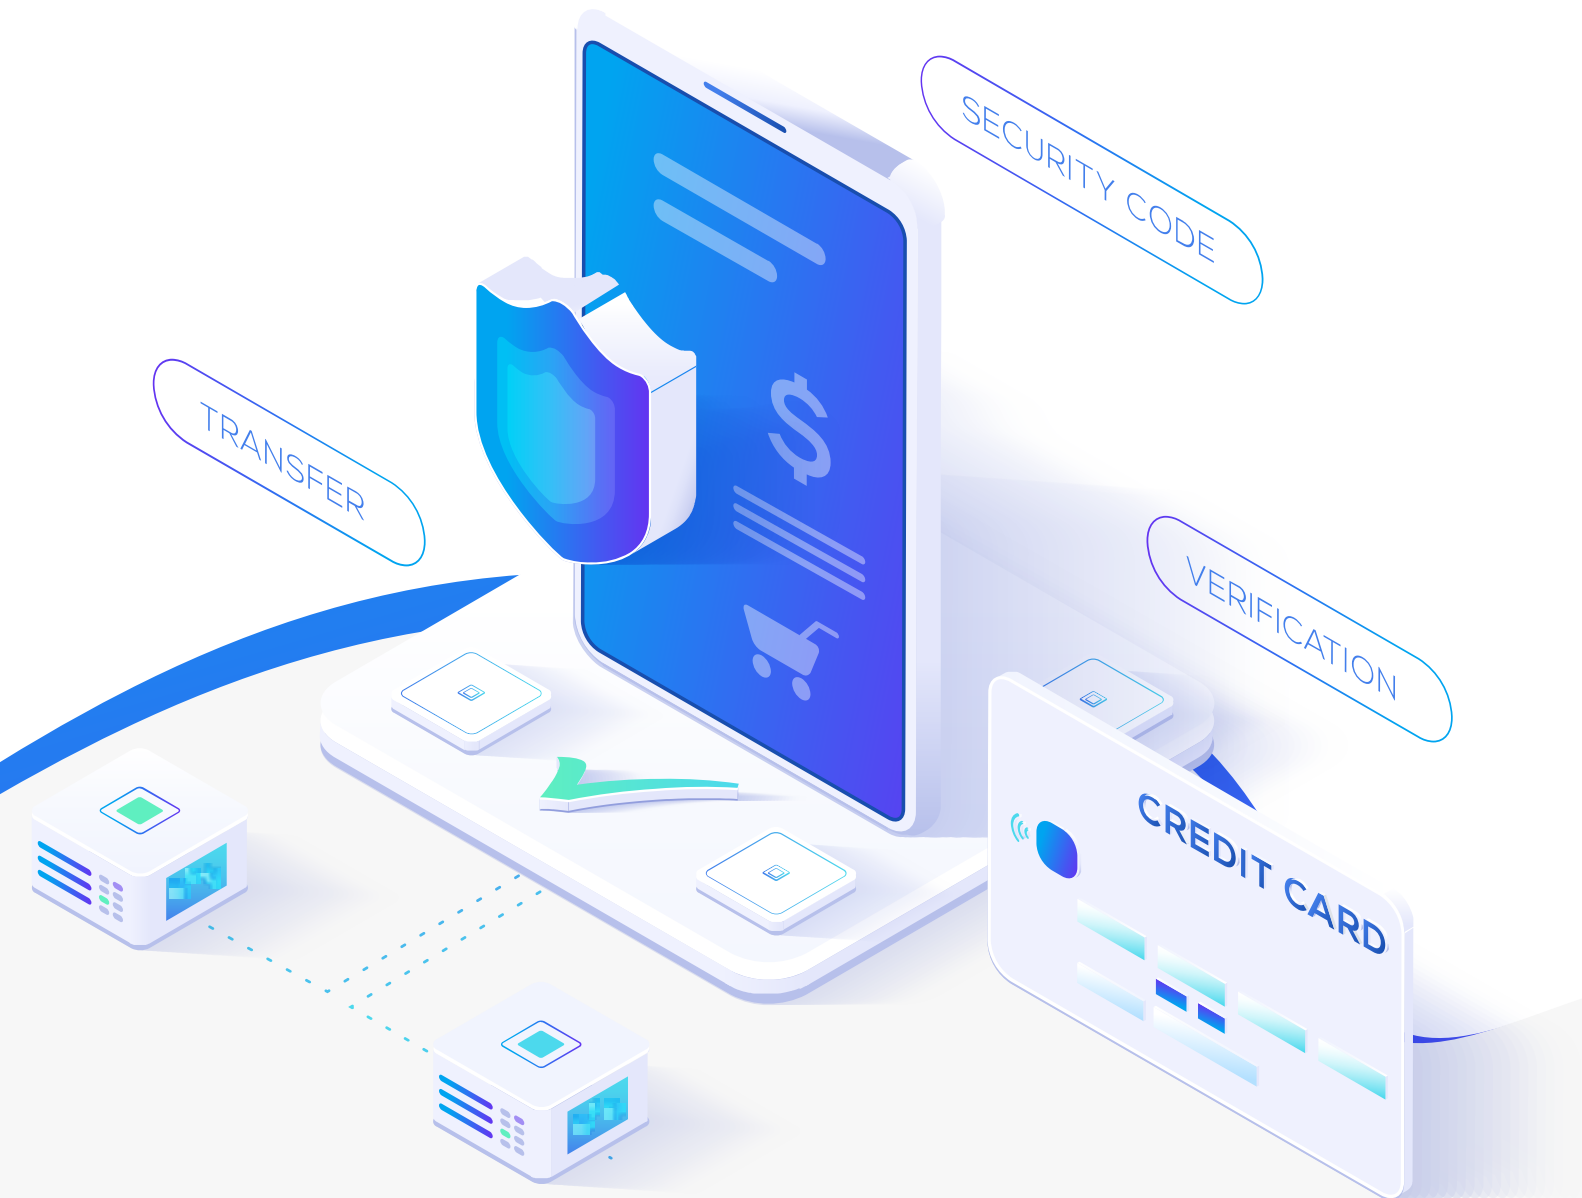 SECURITY CODE
$
TRANSFER
VERIFICATION
CREDIT CARD